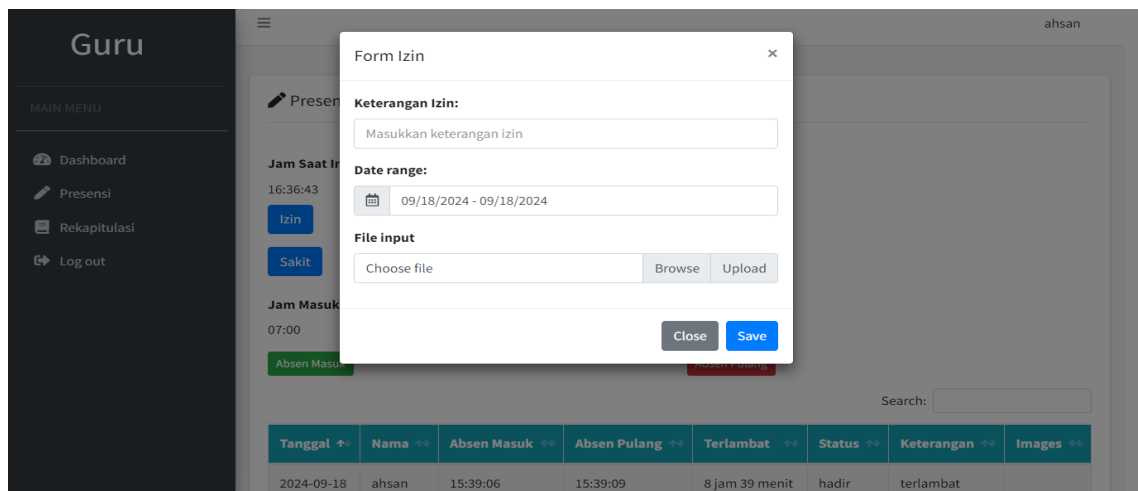 Guru
ahsan
MAIN MENU
Dashboard
Presensi
Rekapitulasi
Log out
Form Izin
×
Keterangan Izin:
Masukkan keterangan izin
Date range:
09/18/2024 - 09/18/2024
File input
Choose file Browse Upload
Close Save
Presen
Jam Saat In
16:36:43
Izin
Sakit
Jam Masuk
07:00
Absen Masuk Absen Pulang
Search:
Tanggal Nama Absen Masuk Absen Pulang Terlambat Status Keterangan Images
2024-09-18 ahsan 15:39:06 15:39:09 8 jam 39 menit hadir terlambat